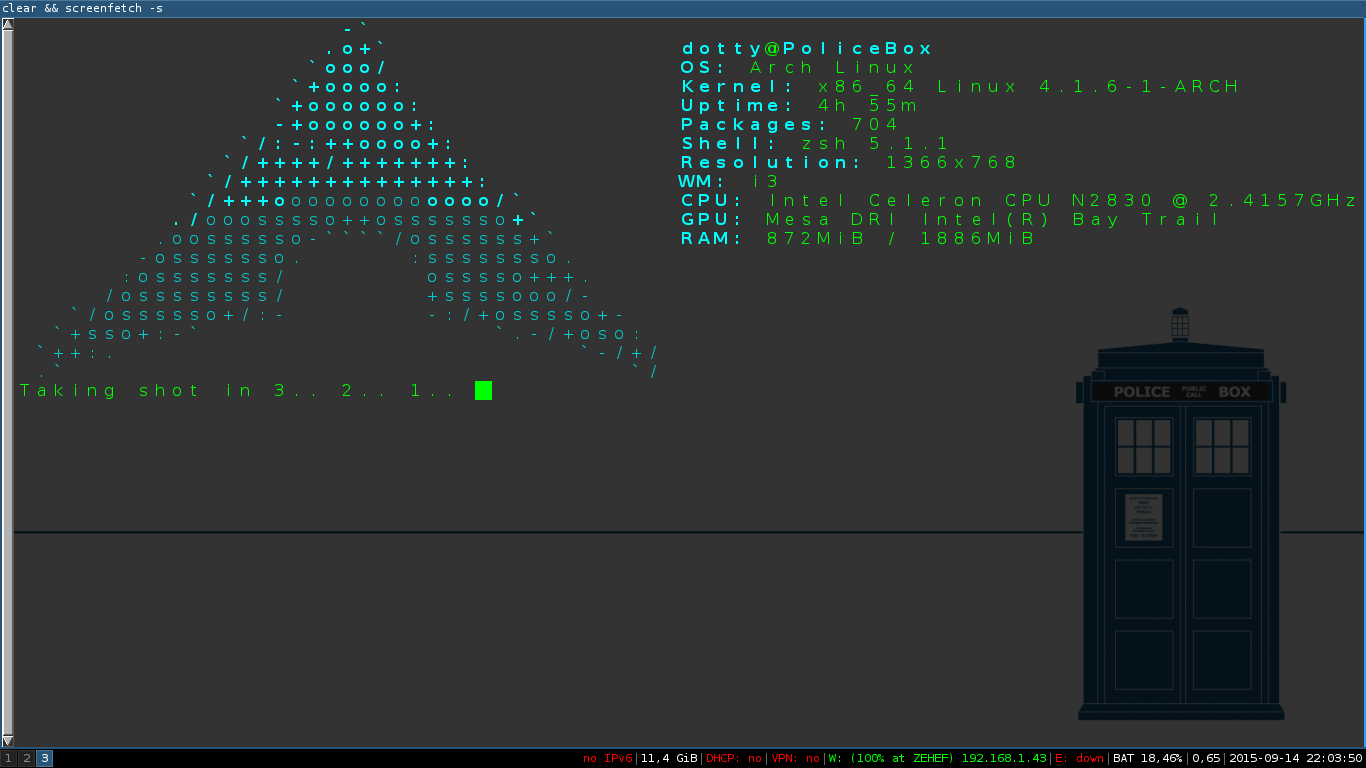 clear && screenfetch -s
-`
.o+`
`ooo/
`+oooo:
`+oooooo:
-+oooooo+:
`/:-:++oooo+:
`/++++/+++++++:
`/++++++++++++++:
`/+++ooooooooooooo/`
./ooosssso++osssssso+`
.oossssso-````/ossssss+`
-osssssso.      :ssssssso.
:osssssss/        osssso+++.
/ossssssss/        +ssssooo/-
`/ossssso+/:-        -:/+osssso+-
`+sso+:-`                 `.-/+oso:
`++:.                           `-/+/
.`                                 `/
dotty@PoliceBox
OS: Arch Linux
Kernel: x86_64 Linux 4.1.6-1-ARCH
Uptime: 4h 55m
Packages: 704
Shell: zsh 5.1.1
Resolution: 1366x768
WM: i3
CPU: Intel Celeron CPU N2830 @ 2.4157GHz
GPU: Mesa DRI Intel(R) Bay Trail
RAM: 872MiB / 1886MiB
Taking shot in 3.. 2.. 1..
POLICE PUBLIC CALL BOX
1 2 3
no IPv6|11,4 GiB|DHCP: no|VPN: no|W: (100% at ZEHEF) 192.168.1.43|E: down|BAT 18,46%|0,65|2015-09-14 22:03:50